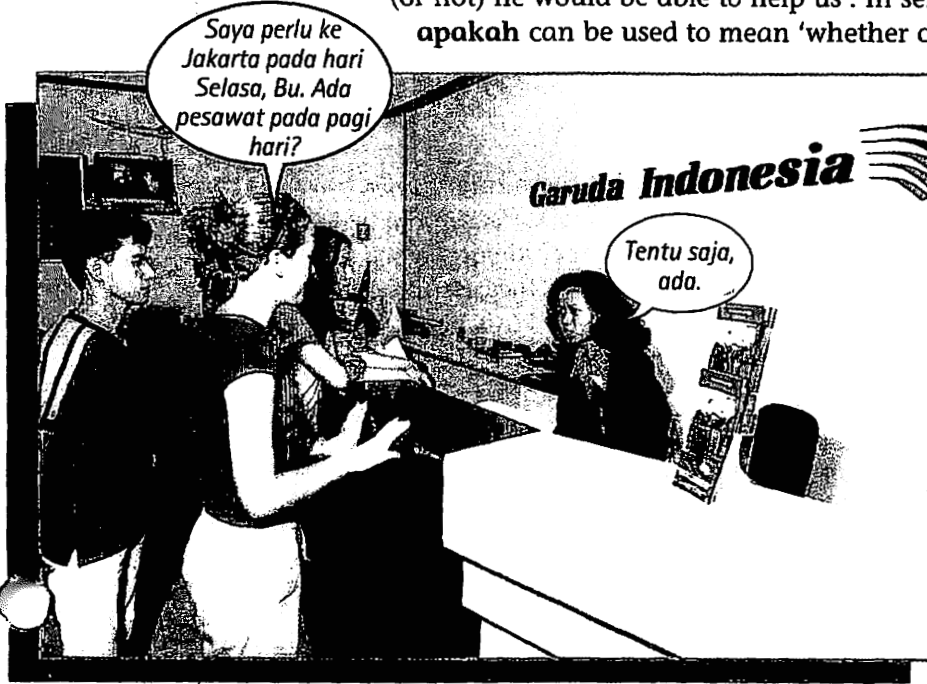 (or not) he would be able to help us'. In se
apakah can be used to mean 'whether o
Saya perlu ke
Jakarta pada hari
Selasa, Bu. Ada
pesawat pada pagi
hari?
Garuda Indonesia
Tentu saja,
ada.